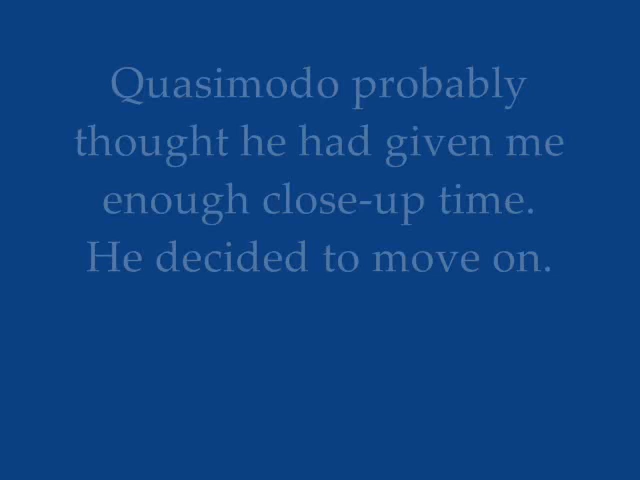 Quasimodo probably
thought he had given me
enough close-up time.
He decided to move on.